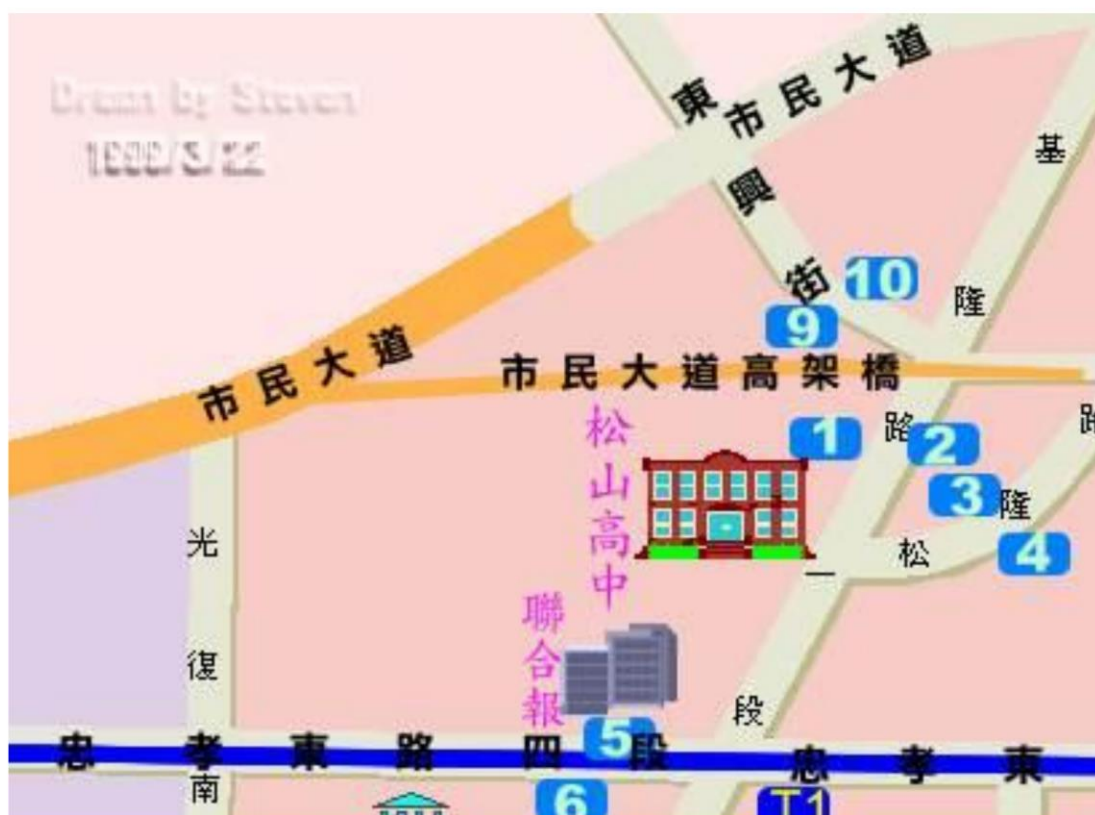 Drawn by Steven
1999/3/22
東興街
市民大道
基隆路一段
10
9
市民大道
市民大道高架橋
松山高中
1
2
3
松隆路
4
光復南
聯合報
5
忠孝東路四段
忠孝東
6
T1